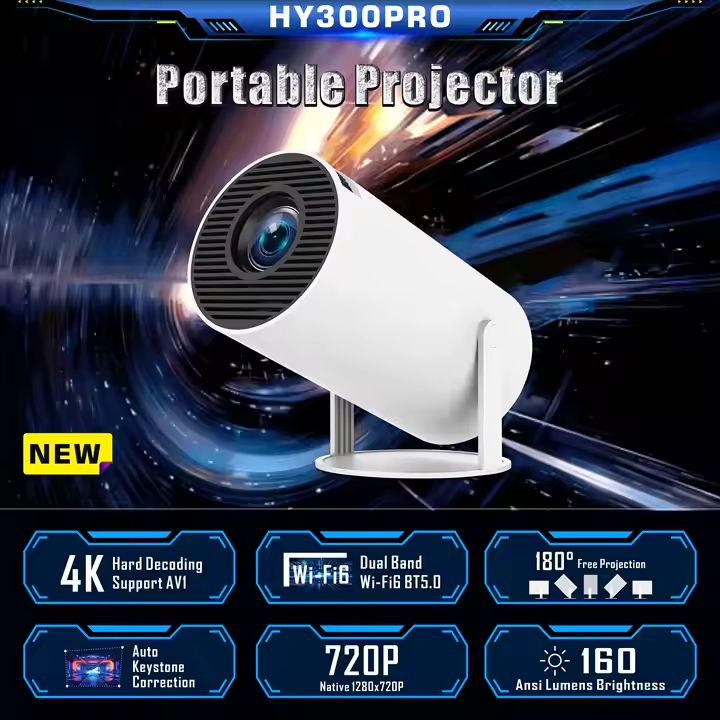 HY300PRO
Portable Projector
NEW
4K Hard Decoding
Support AV1
Wi-Fi6 Dual Band
Wi-Fi6 BT5.0
180° Free Projection
Auto
Keystone
Correction
720P
Native 1280x720P
160
Ansi Lumens Brightness